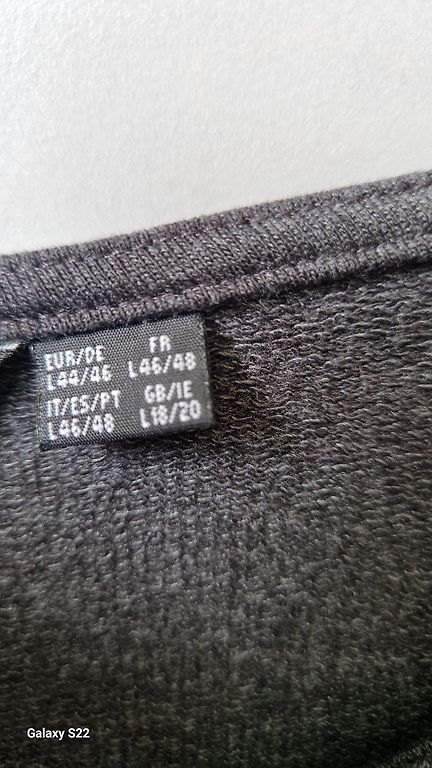 EUR/DE FR
L44/46 L46/48
IT/ES/PT GB/IE
L46/48 L18/20
Galaxy S22